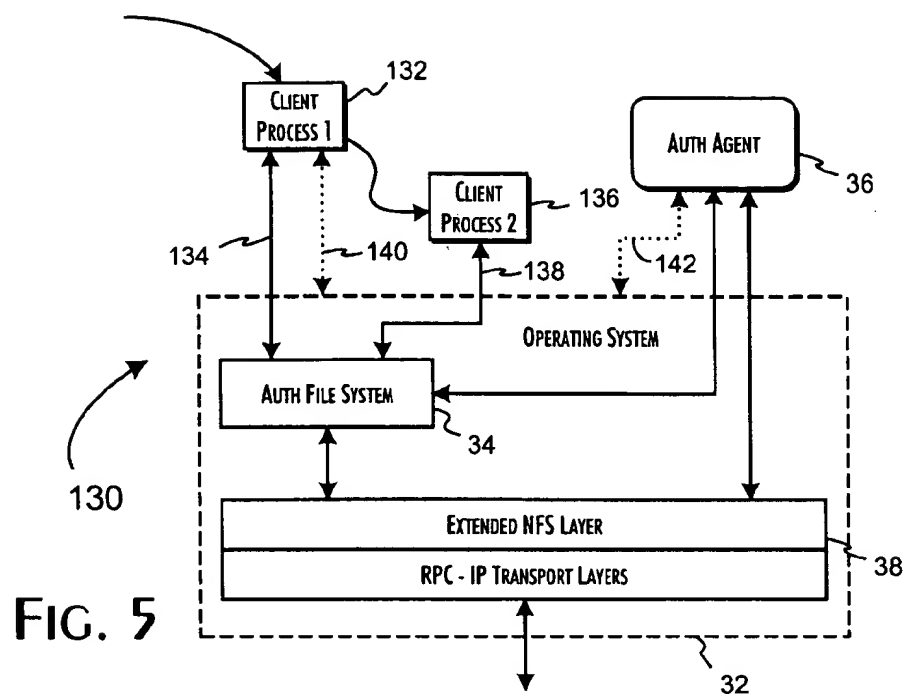 132
CLIENT
PROCESS 1
AUTH AGENT
36
CLIENT
PROCESS 2
136
134
140
138
142
OPERATING SYSTEM
AUTH FILE SYSTEM
34
130
EXTENDED NFS LAYER
38
RPC - IP TRANSPORT LAYERS
FIG. 5
32